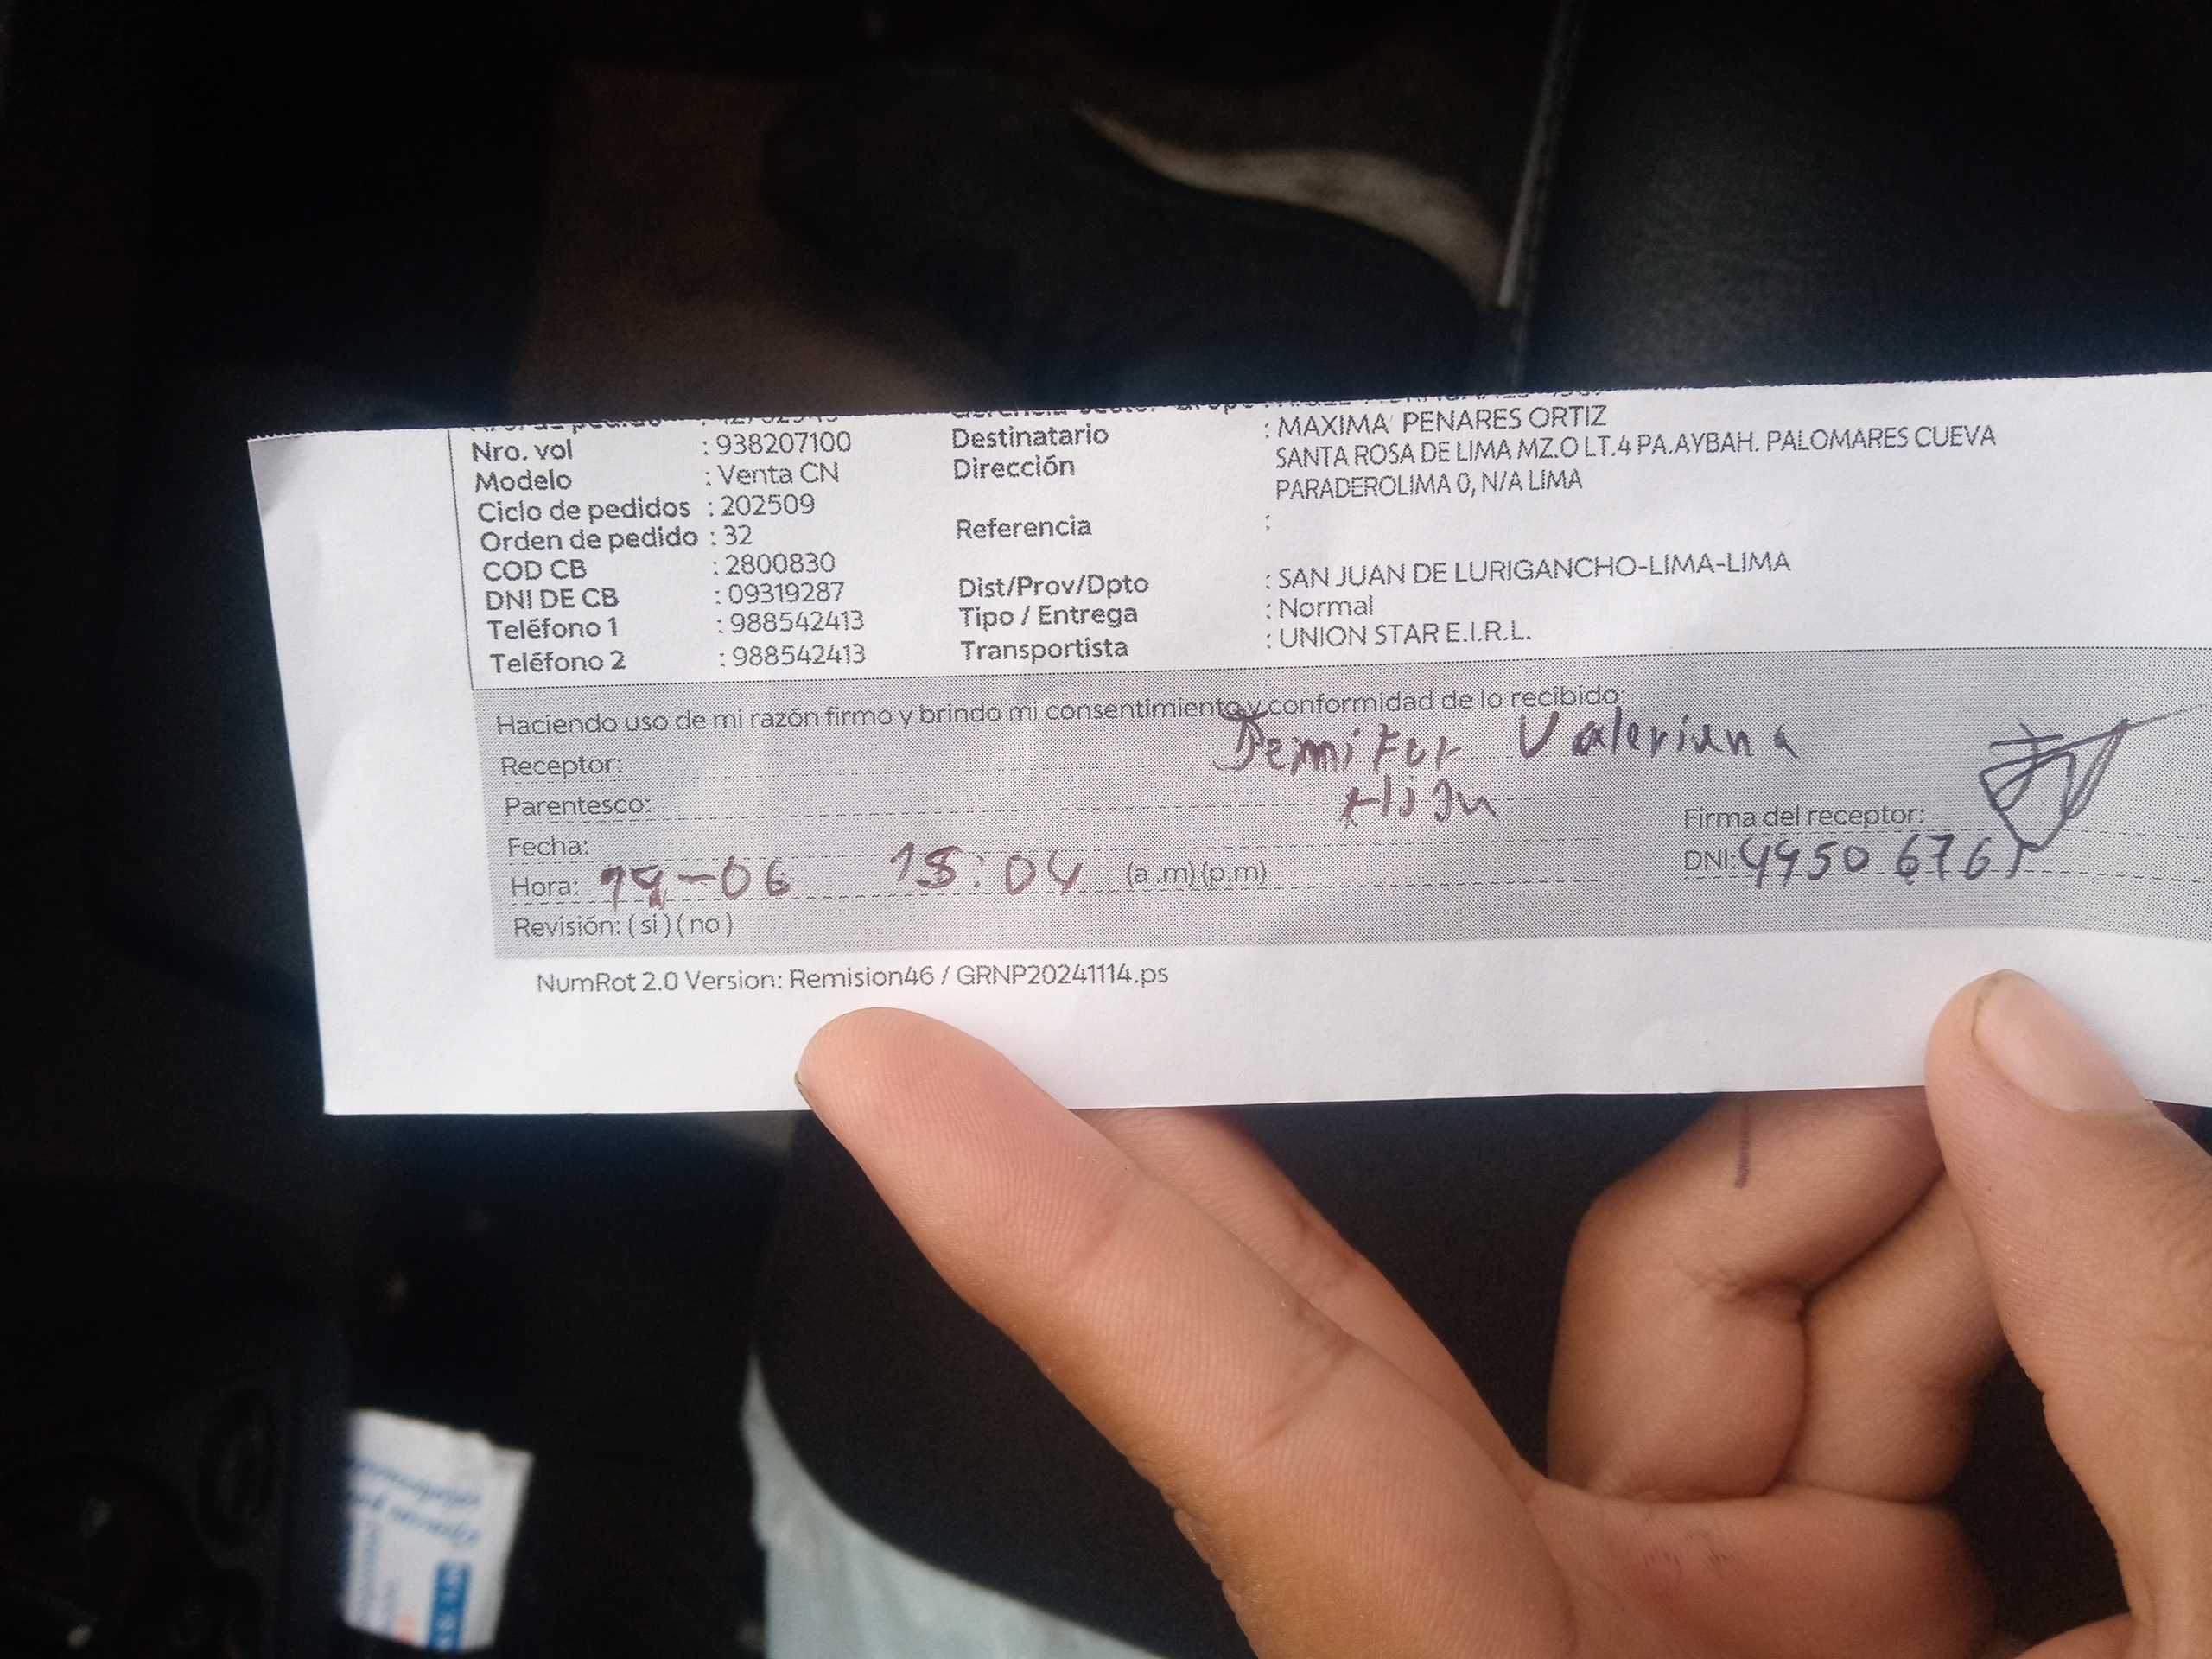 Nro. vol : 938207100
Modelo : Venta CN
Ciclo de pedidos : 202509
Orden de pedido : 32
COD CB : 2800830
DNI DE CB : 09319287
Teléfono 1 : 988542413
Teléfono 2 : 988542413
Destinatario : MAXIMA PENARES ORTIZ
Dirección SANTA ROSA DE LIMA MZ.O LT.4 PA.AYBAH. PALOMARES CUEVA
PARADEROLIMA 0, N/A LIMA
Referencia :
Dist/Prov/Dpto : SAN JUAN DE LURIGANCHO-LIMA-LIMA
Tipo / Entrega : Normal
Transportista : UNION STAR E.I.R.L.
Haciendo uso de mi razón firmo y brindo mi consentimiento y conformidad de lo recibido:
Receptor: Valeriana
Parentesco:
Fecha:
Hora: 15:04 (a.m)(p.m)
Revisión: ( si ) ( no )
Firma del receptor:
DNI:
NumRot 2.0 Version: Remision46 / GRNP20241114.ps